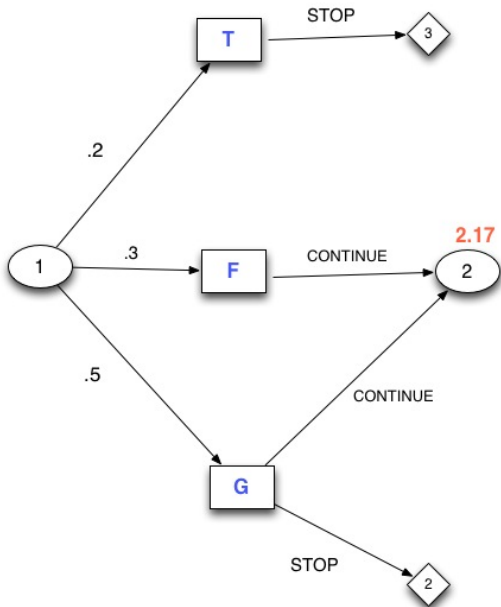 STOP
T
3
.2
2.17
.3
CONTINUE
1
F
2
.5
CONTINUE
G
STOP
2